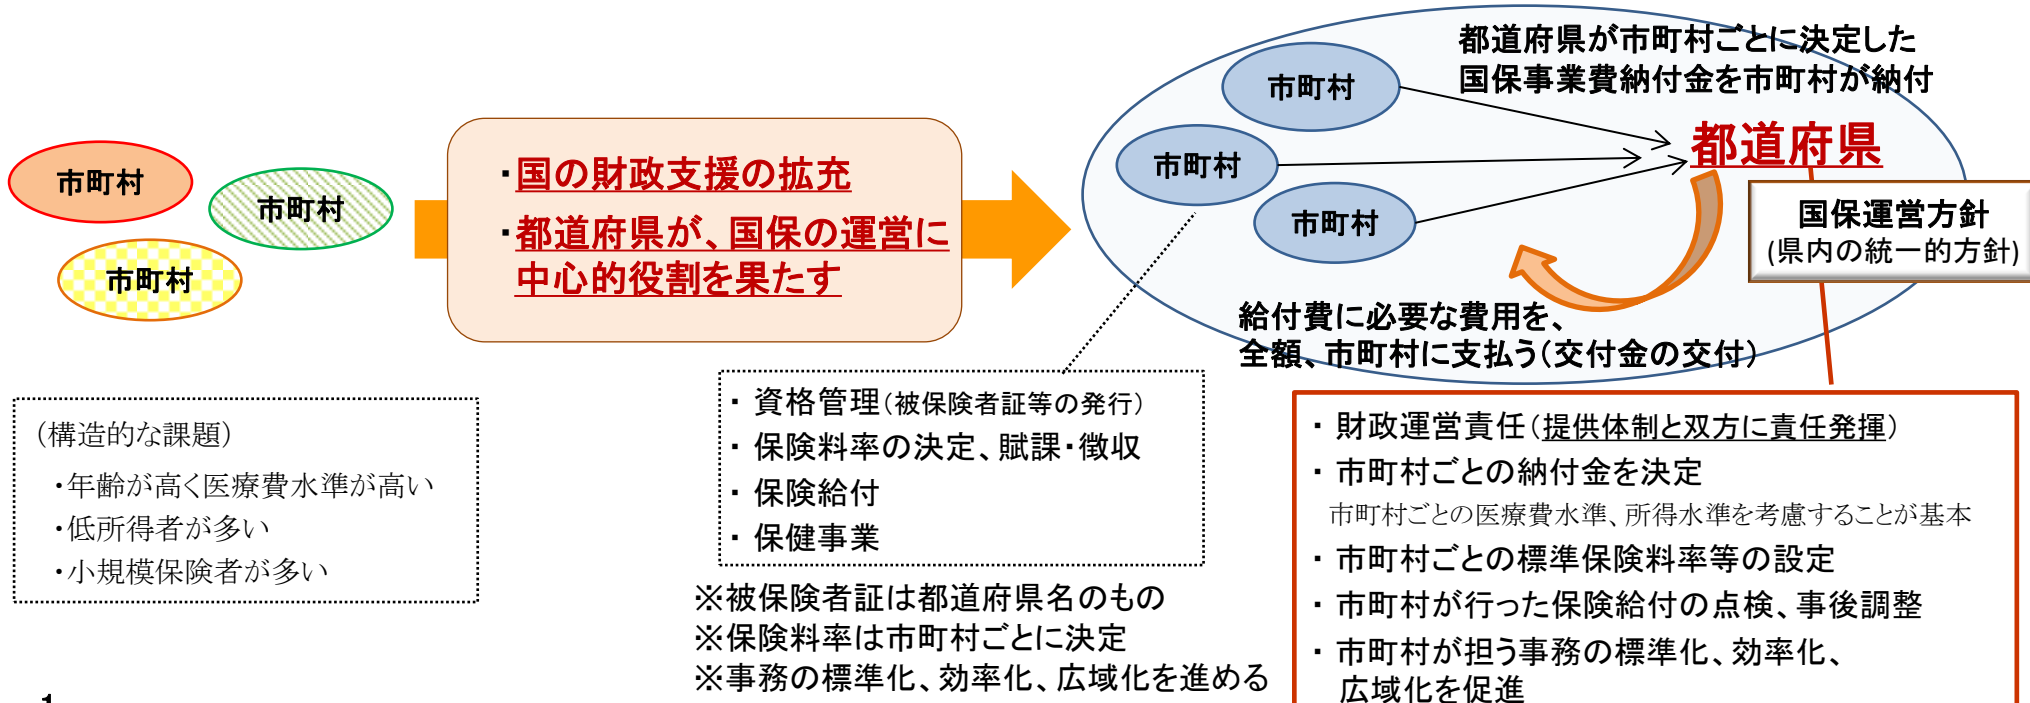 市町村
市町村
市町村
(構造的な課題)
・年齢が高く医療費水準が高い
・低所得者が多い
・小規模保険者が多い
・国の財政支援の拡充
・都道府県が、国保の運営に
中心的役割を果たす
都道府県が市町村ごとに決定した
国保事業費納付金を市町村が納付
市町村
市町村
市町村
都道府県
国保運営方針
(県内の統一的方針)
給付費に必要な費用を、
全額、市町村に支払う(交付金の交付)
・ 資格管理(被保険者証等の発行)
・ 保険料率の決定、賦課・徴収
・ 保険給付
・ 保健事業
※被保険者証は都道府県名のもの
※保険料率は市町村ごとに決定
※事務の標準化、効率化、広域化を進める
・ 財政運営責任(提供体制と双方に責任発揮)
・ 市町村ごとの納付金を決定
市町村ごとの医療費水準、所得水準を考慮することが基本
・ 市町村ごとの標準保険料率等の設定
・ 市町村が行った保険給付の点検、事後調整
・ 市町村が担う事務の標準化、効率化、
広域化を促進